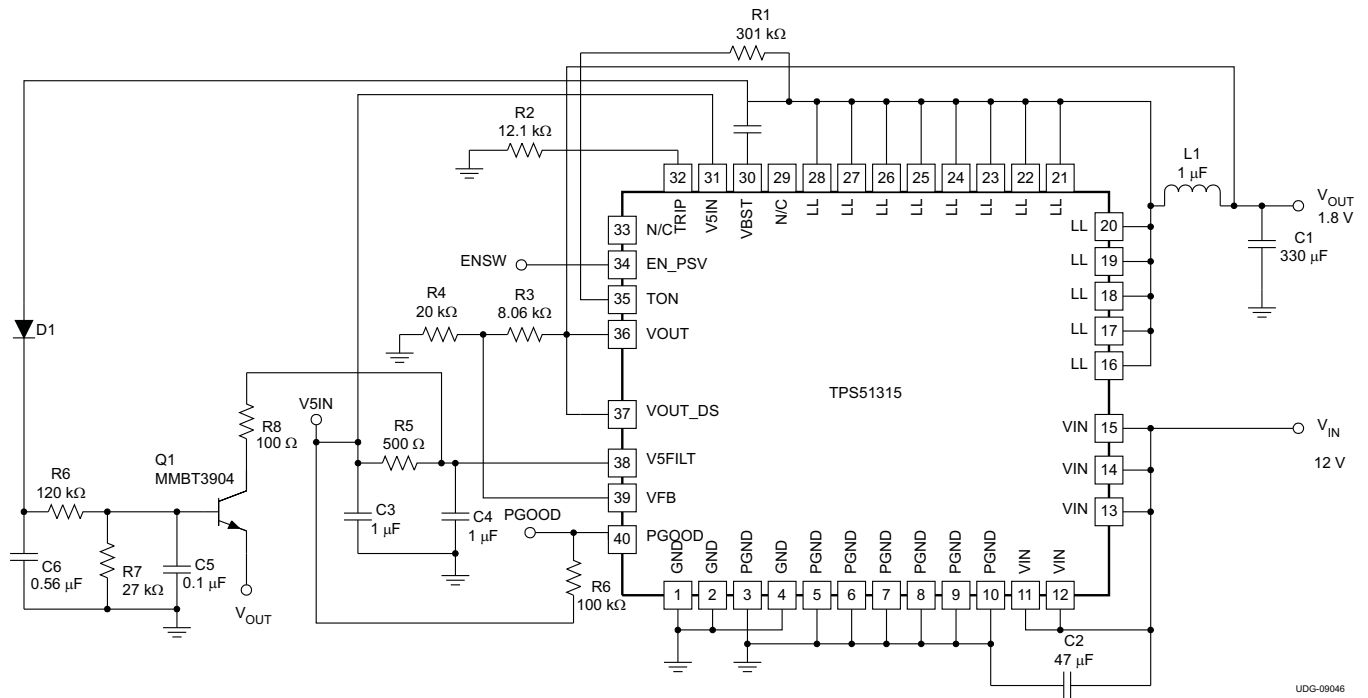 R1
301 kΩ
R2
12.1 kΩ
L1
1 µF
32
31
30
29
28
27
26
25
24
23
22
21
TRIP
V5IN
VBST
N/C
LL
LL
LL
LL
LL
LL
LL
LL
VOUT
1.8 V
C1
330 µF
33
N/C
ENSW
34
EN_PSV
35
TON
36
VOUT
37
VOUT_DS
38
V5FILT
39
VFB
40
PGOOD
LL
20
LL
19
LL
18
LL
17
LL
16
VIN
15
VIN
14
VIN
13
TPS51315
VIN
12 V
R4
20 kΩ
R3
8.06 kΩ
D1
V5IN
R5
500 Ω
R8
100 Ω
Q1
MMBT3904
R6
120 kΩ
C3
1 µF
C4
1 µF
PGOOD
C6
0.56 µF
R7
27 kΩ
C5
0.1 µF
VOUT
R6
100 kΩ
GND
GND
PGND
GND
PGND
PGND
PGND
PGND
PGND
PGND
VIN
VIN
1
2
3
4
5
6
7
8
9
10
11
12
C2
47 µF
UDG-09046